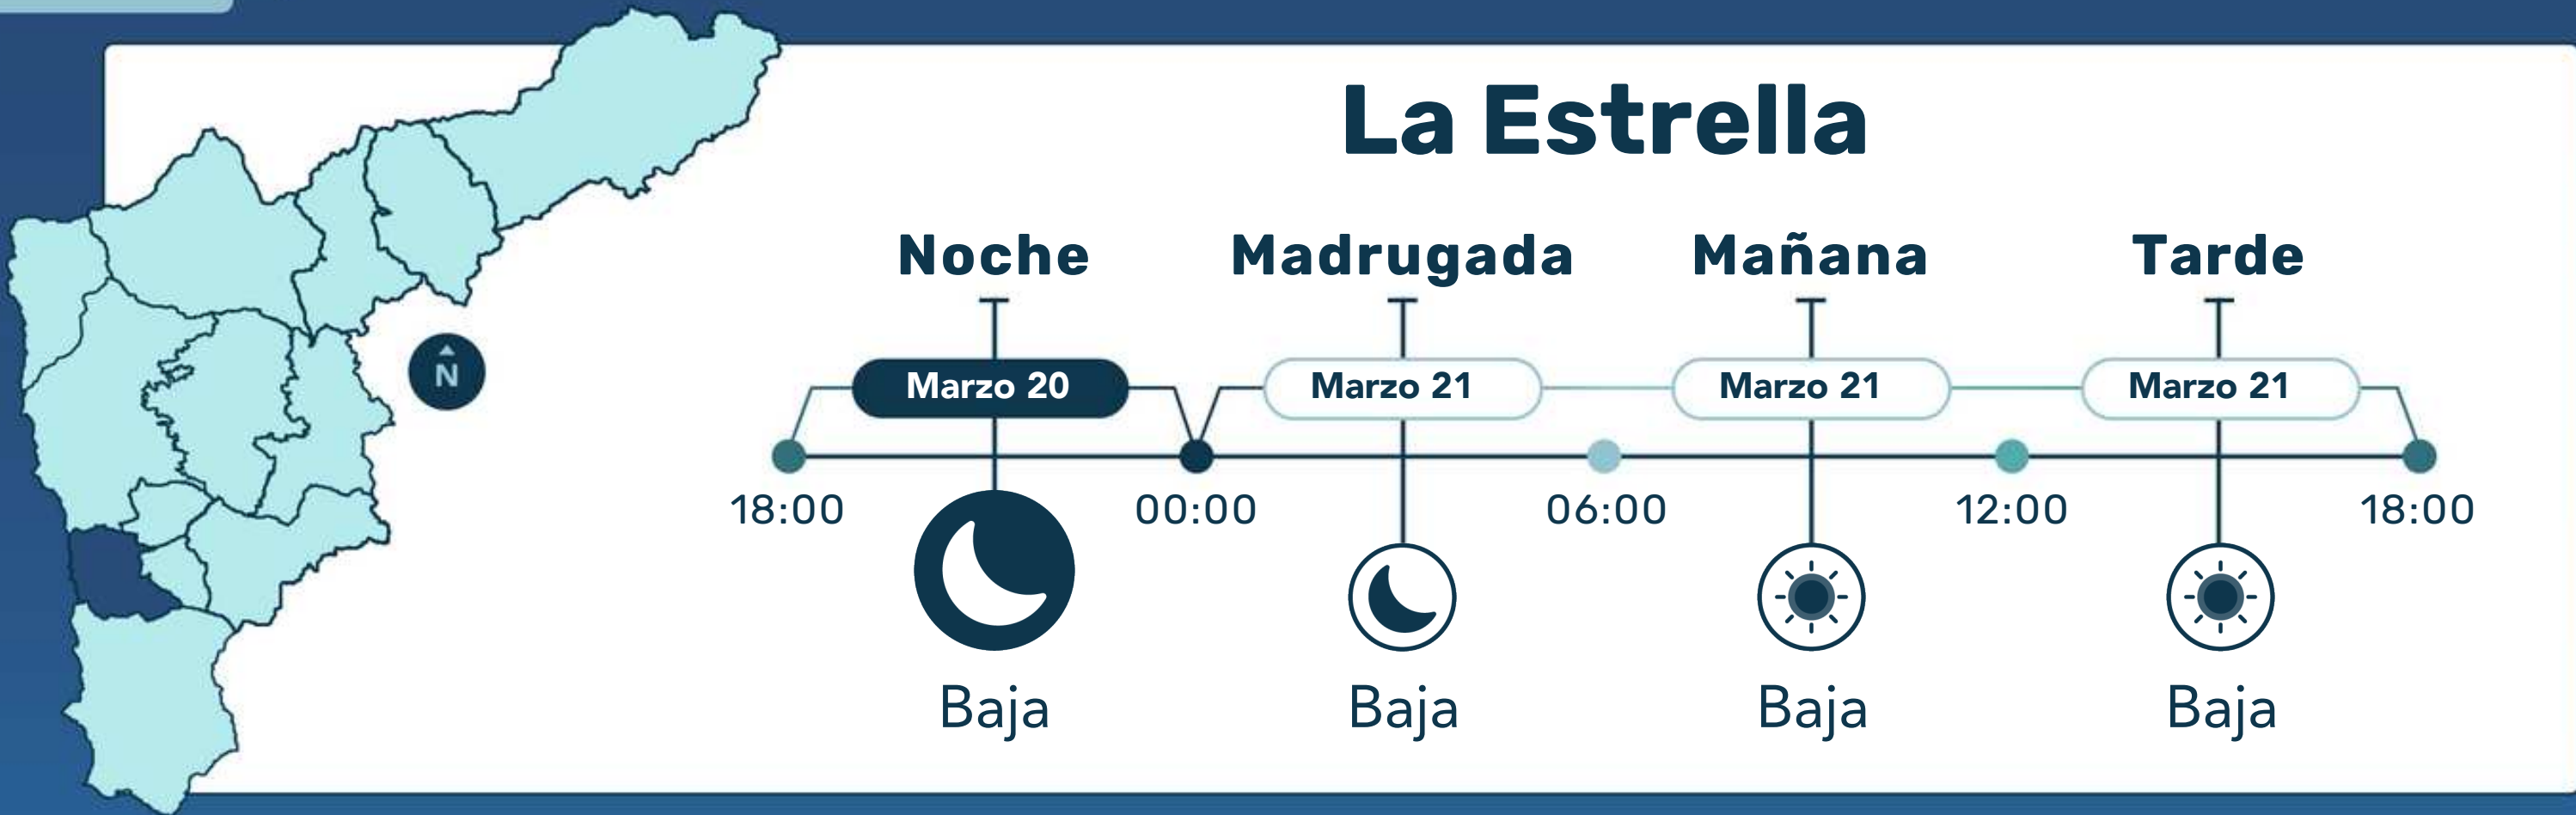 La Estrella
Noche Madrugada Mañana Tarde
Marzo 20 Marzo 21 Marzo 21 Marzo 21
N
18:00 00:00 06:00 12:00 18:00
Baja Baja Baja Baja